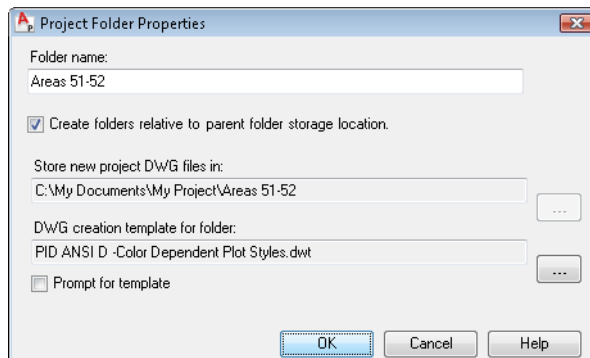 Project Folder Properties
Folder name:
Areas 51-52
Create folders relative to parent folder storage location.
Store new project DWG files in:
C:\My Documents\My Project\Areas 51-52
...
DWG creation template for folder:
PID ANSI D -Color Dependent Plot Styles.dwt
...
Prompt for template
OK Cancel Help